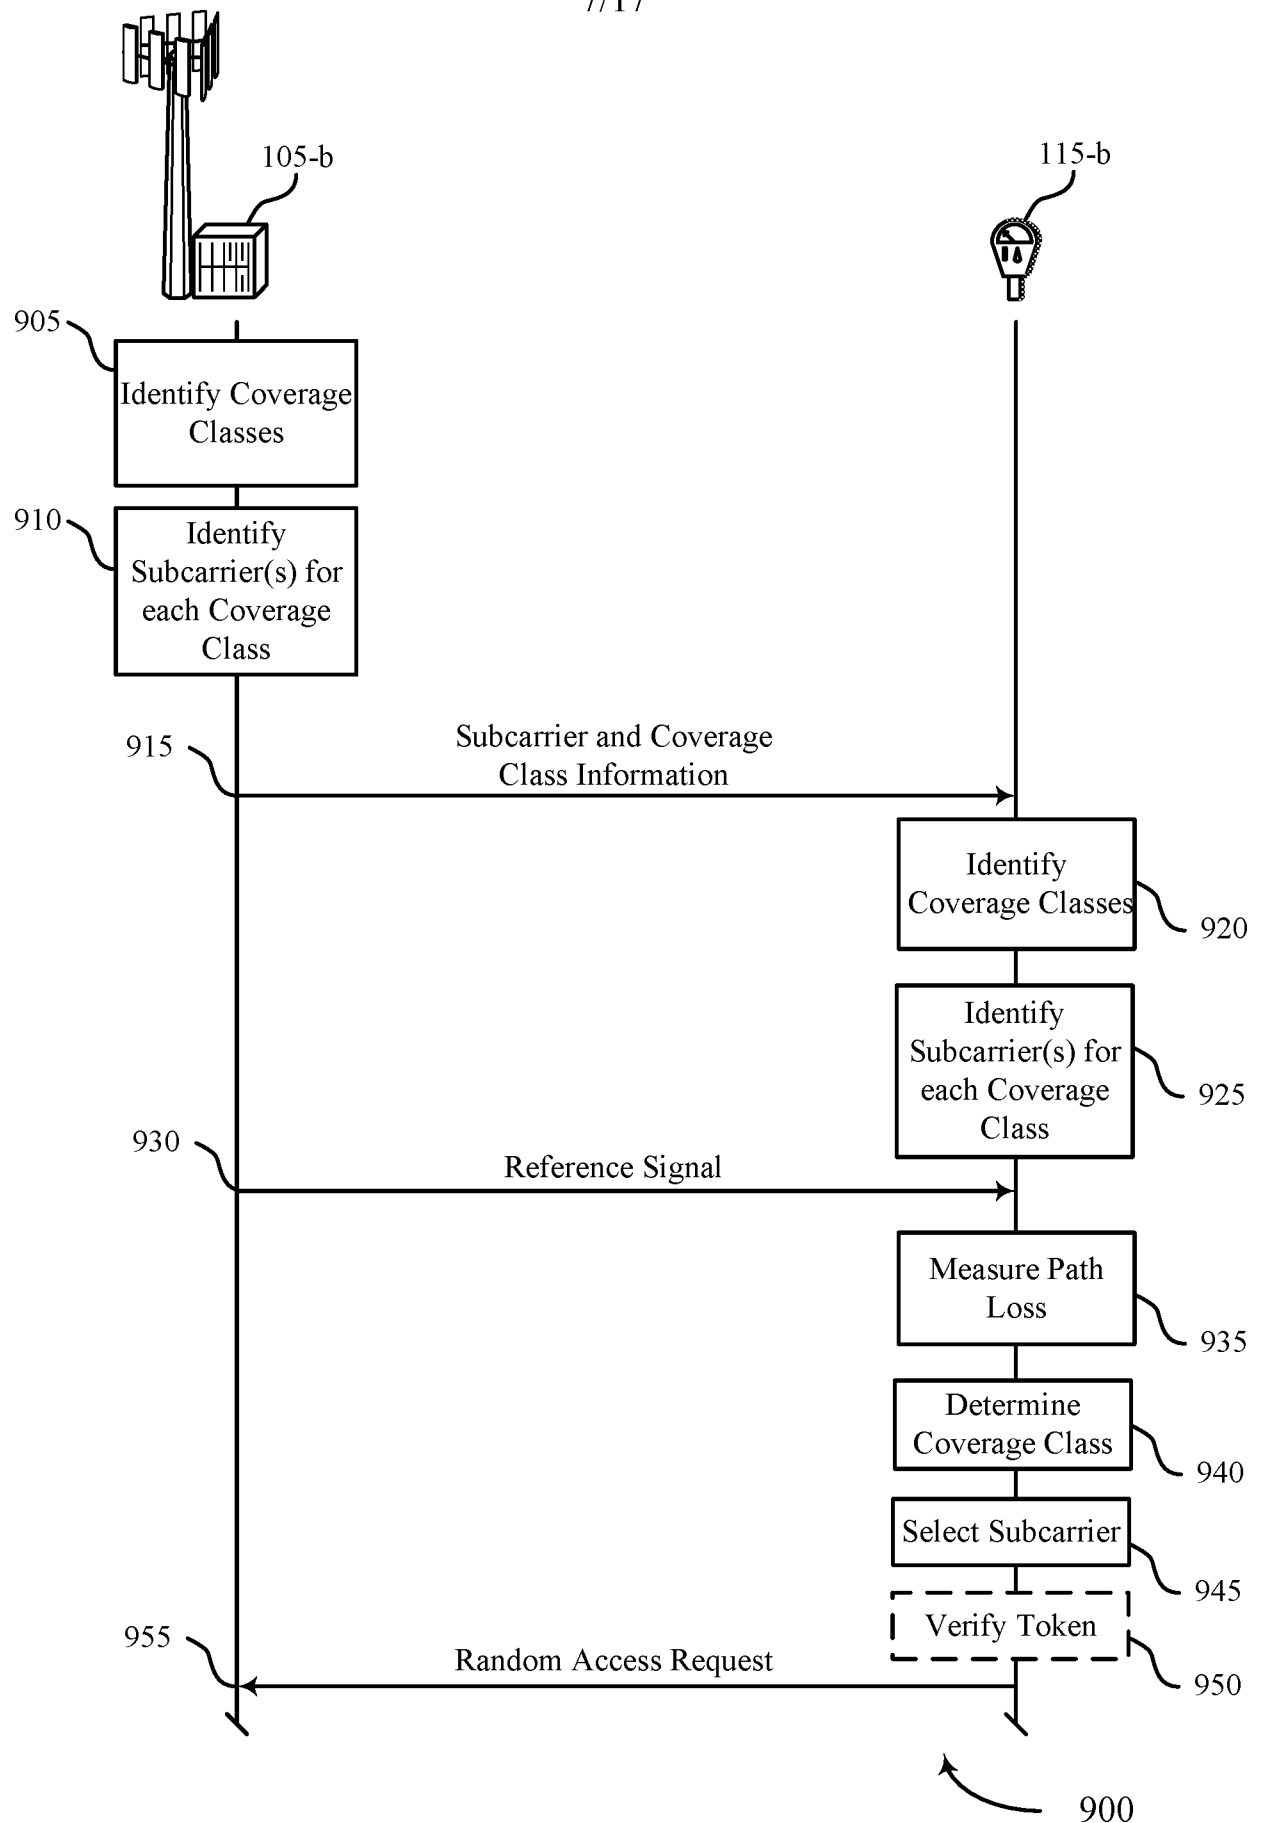 7/17
105-b
115-b
905
Identify Coverage
Classes
910
Identify
Subcarrier(s) for
each Coverage
Class
915
Subcarrier and Coverage
Class Information
Identify
Coverage Classes
920
Identify
Subcarrier(s) for
each Coverage
Class
925
930
Reference Signal
Measure Path
Loss
935
Determine
Coverage Class
940
Select Subcarrier
945
Verify Token
950
955
Random Access Request
900